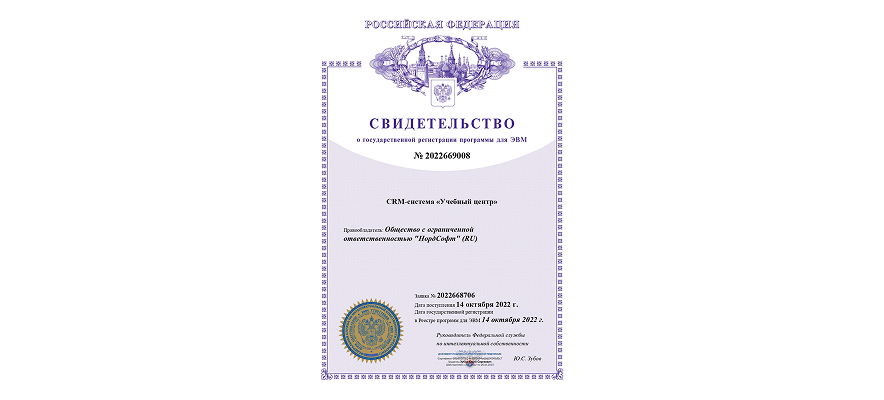 РОССИЙСКАЯ ФЕДЕРАЦИЯ
СВИДЕТЕЛЬСТВО
о государственной регистрации программы для ЭВМ
№ 2022669008
CRM-система «Учебный центр»
Правообладатель: Общество с ограниченной
ответственностью "НордСофт" (RU)
Заявка № 2022668706
Дата поступления 14 октября 2022 г.
Дата государственной регистрации
в Реестре программ для ЭВМ 14 октября 2022 г.
Руководитель Федеральной службы
по интеллектуальной собственности
Ю.С. Зубов